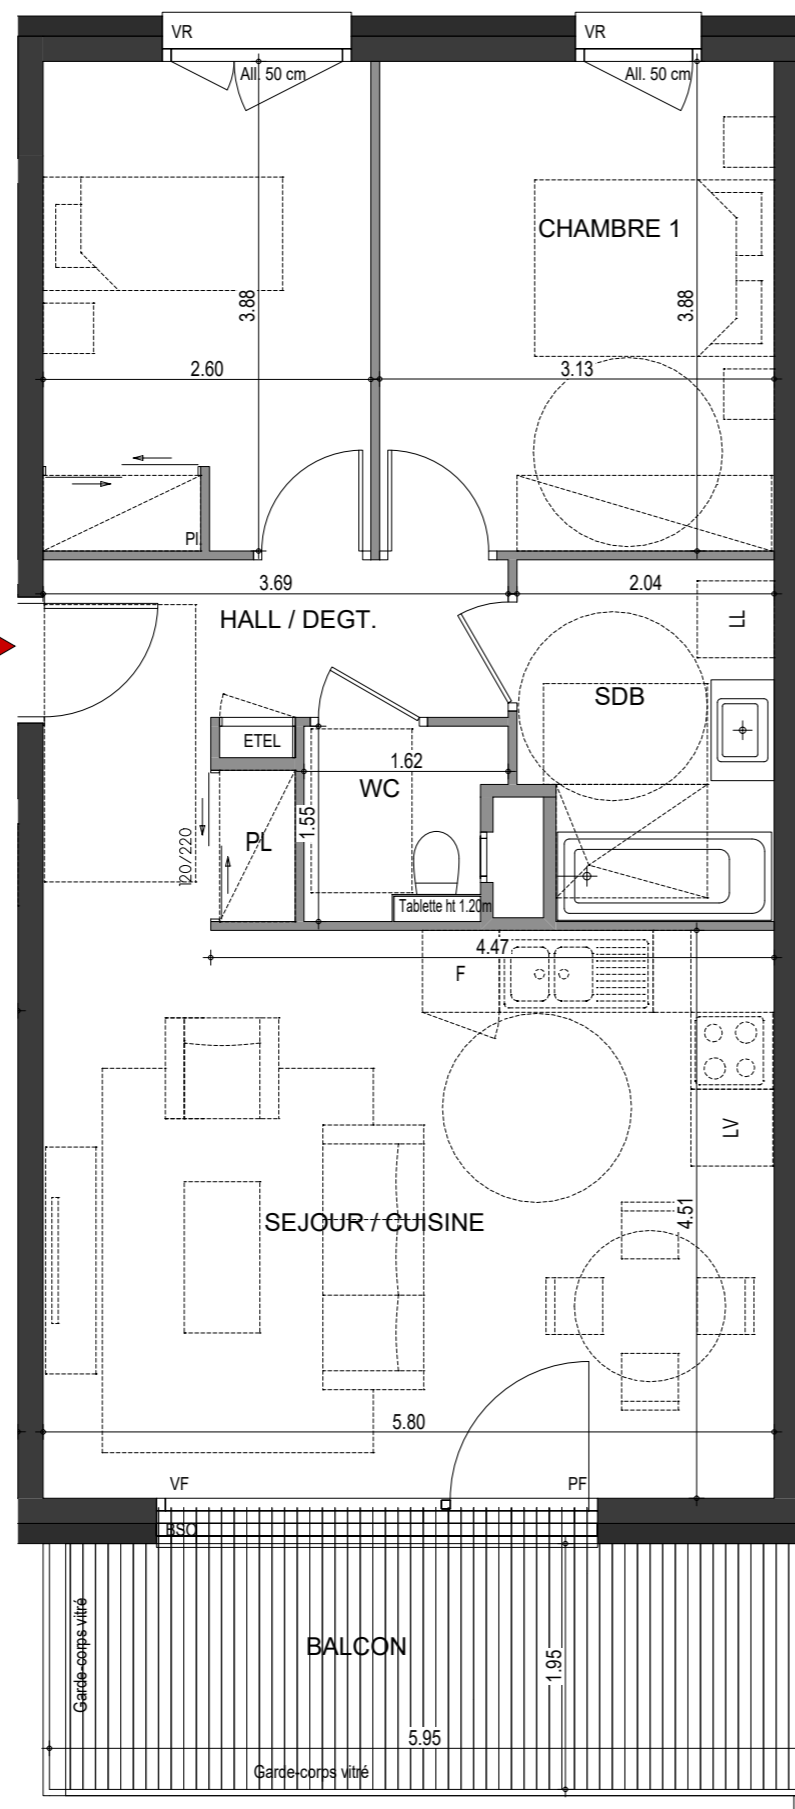 VR
VR
All. 50 cm
All. 50 cm
CHAMBRE 1
3.88
3.88
2.60
3.13
Pl.
3.69
2.04
HALL / DEGT.
LL
SDB
ETEL
1.62
WC
1.55
PL
120/220
Tablette ht 1.20m
4.47
F
LV
4.51
SEJOUR / CUISINE
5.80
VF
PF
BSO
Garde-corps vitré
BALCON
1.95
5.95
Garde-corps vitré